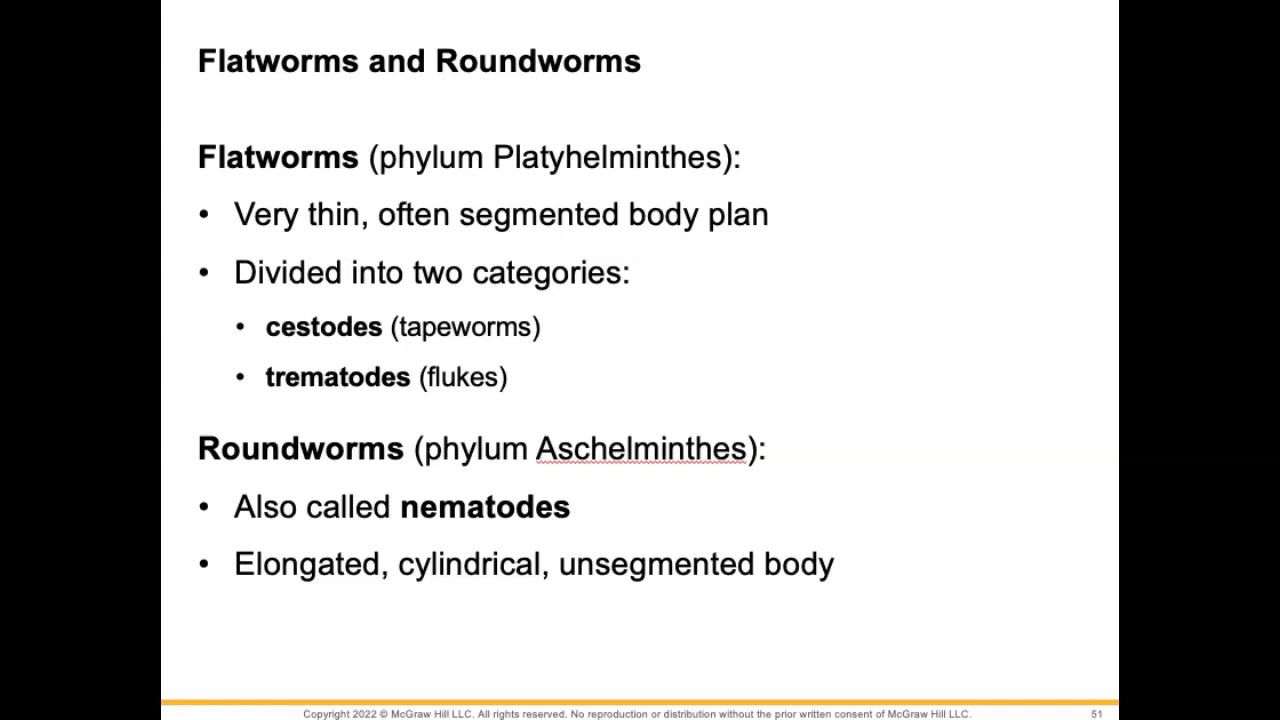 Flatworms and Roundworms
Flatworms (phylum Platyhelminthes):
• Very thin, often segmented body plan
• Divided into two categories:
• cestodes (tapeworms)
• trematodes (flukes)
Roundworms (phylum Aschelminthes):
• Also called nematodes
• Elongated, cylindrical, unsegmented body
Copyright 2022 © McGraw Hill LLC. All rights reserved. No reproduction or distribution without the prior written consent of McGraw Hill LLC. 51